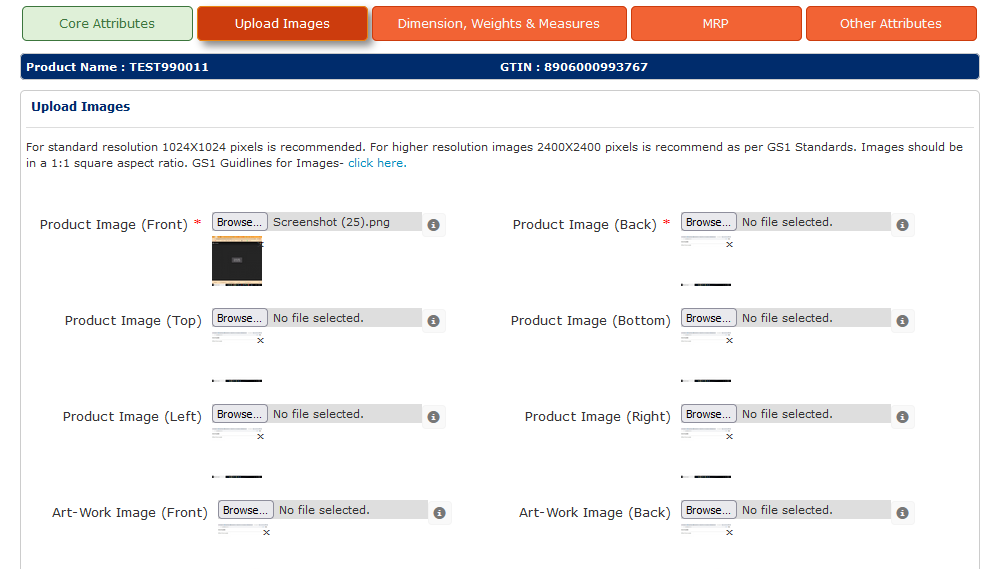 Core Attributes
Upload Images
Dimension, Weights & Measures
MRP
Other Attributes
Product Name : TEST990011
GTIN : 8906000993767
Upload Images
For standard resolution 1024X1024 pixels is recommended. For higher resolution images 2400X2400 pixels is recommend as per GS1 Standards. Images should be
in a 1:1 square aspect ratio. GS1 Guidlines for Images- click here.
Product Image (Front) * Browse... Screenshot (25).png
Product Image (Back) * Browse... No file selected.
Product Image (Top) Browse... No file selected.
Product Image (Bottom) Browse... No file selected.
Product Image (Left) Browse... No file selected.
Product Image (Right) Browse... No file selected.
Art-Work Image (Front) Browse... No file selected.
Art-Work Image (Back) Browse... No file selected.